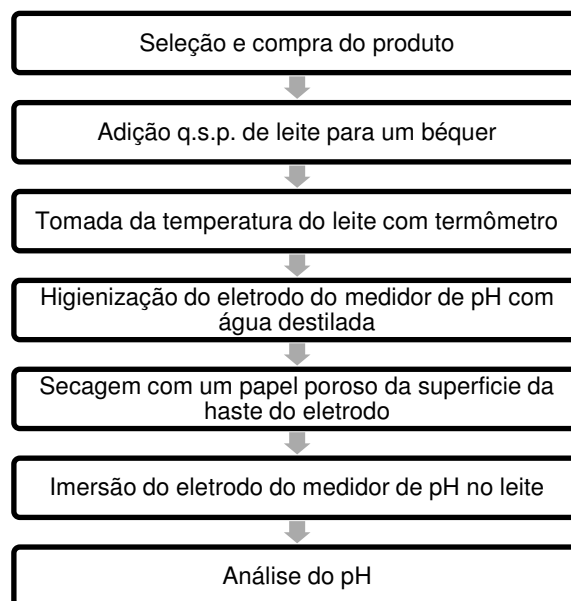 Seleção e compra do produto
Adição q.s.p. de leite para um béquer
Tomada da temperatura do leite com termômetro
Higienização do eletrodo do medidor de pH com
água destilada
Secagem com um papel poroso da superficie da
haste do eletrodo
Imersão do eletrodo do medidor de pH no leite
Análise do pH